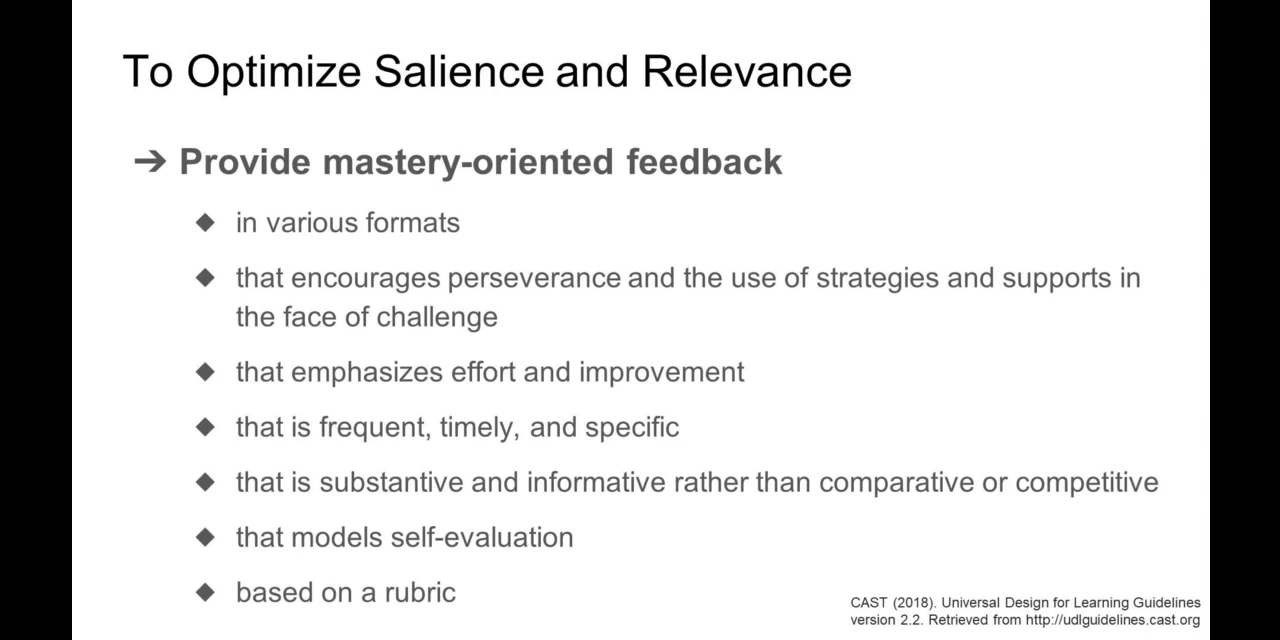 To Optimize Salience and Relevance
➔ Provide mastery-oriented feedback
◆ in various formats
◆ that encourages perseverance and the use of strategies and supports in
the face of challenge
◆ that emphasizes effort and improvement
◆ that is frequent, timely, and specific
◆ that is substantive and informative rather than comparative or competitive
◆ that models self-evaluation
◆ based on a rubric
CAST (2018). Universal Design for Learning Guidelines
version 2.2. Retrieved from http://udlguidelines.cast.org